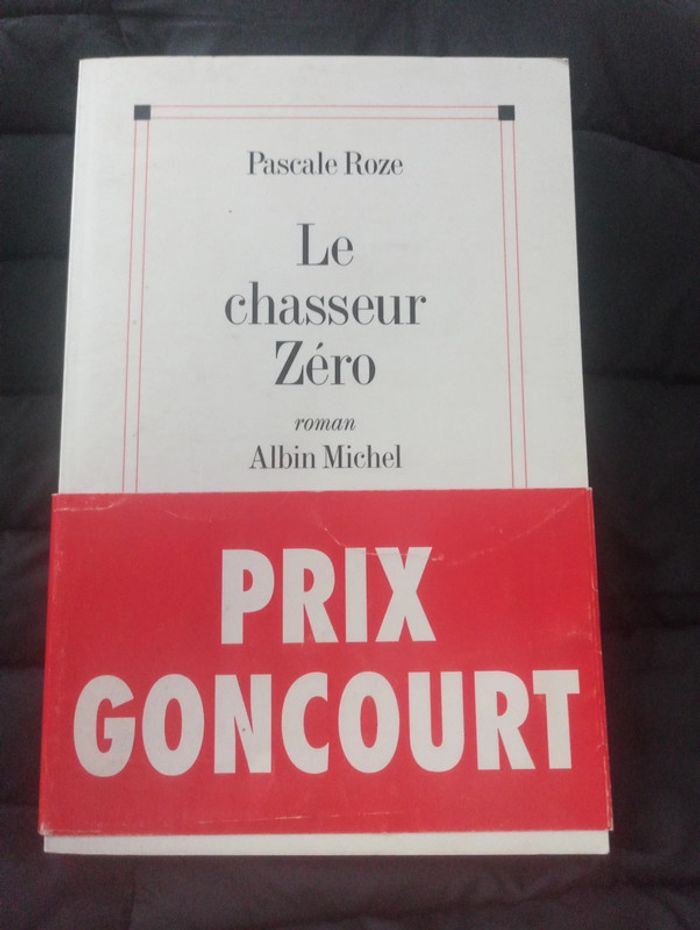 Pascale Roze
Le
chasseur
Zéro
roman
Albin Michel
PRIX
GONCOURT